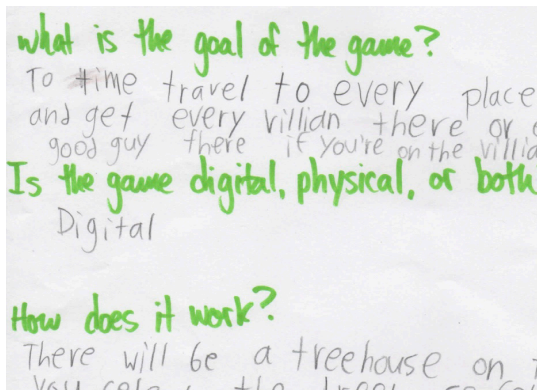 what is the goal of the game?
To time travel to every place
and get every villian there or
good guy there if you're on the
Is the game digital, physical, or both
Digital
How does it work?
There will be a treehouse on
you the